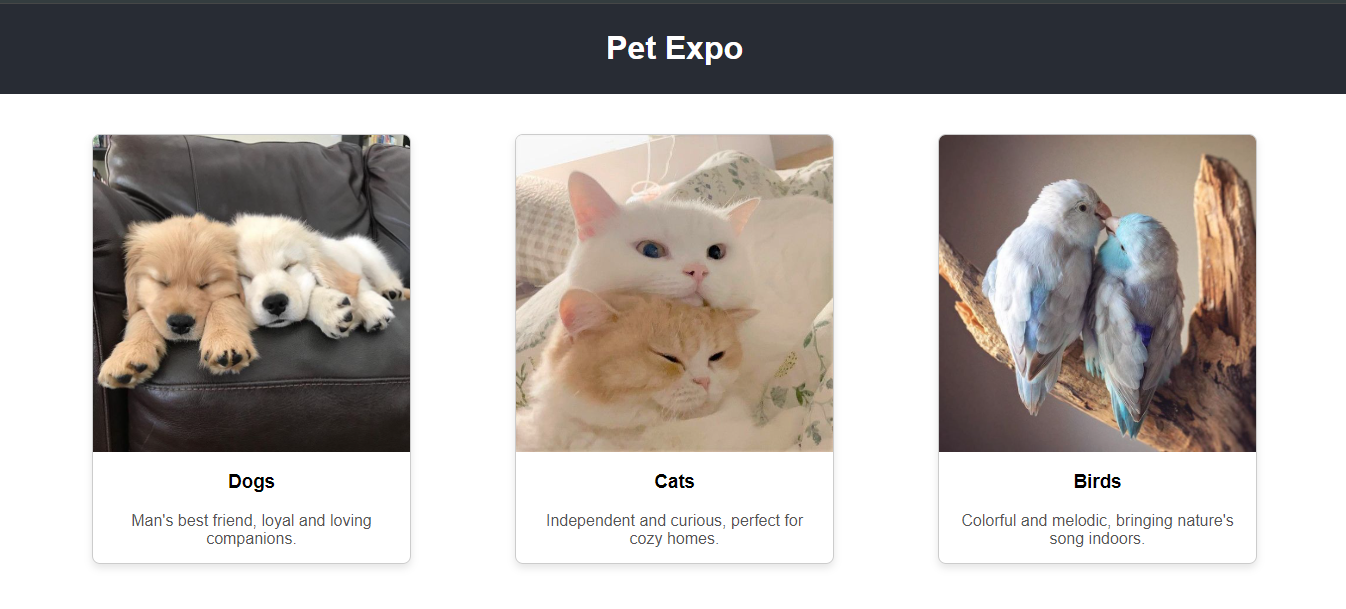 Pet Expo
Dogs
Man's best friend, loyal and loving
companions.
Cats
Independent and curious, perfect for
cozy homes.
Birds
Colorful and melodic, bringing nature's
song indoors.